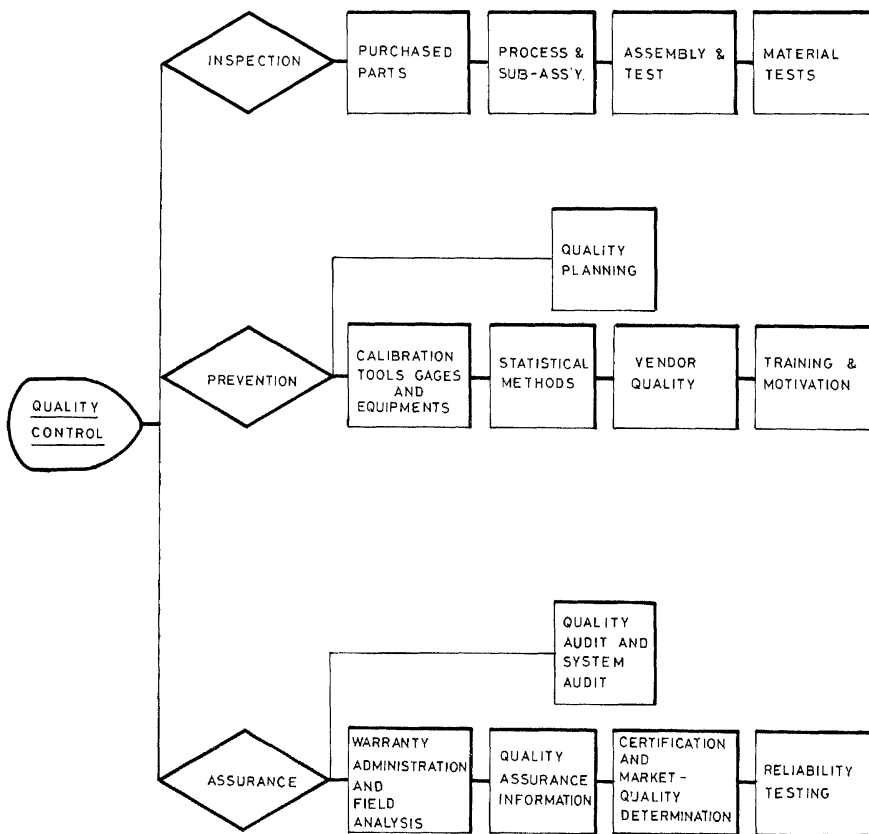 INSPECTION
PURCHASED
PARTS
PROCESS &
SUB-ASS'Y.
ASSEMBLY &
TEST
MATERIAL
TESTS
QUALITY
PLANNING
PREVENTION
CALIBRATION
TOOLS GAGES
AND
EQUIPMENTS
STATISTICAL
METHODS
VENDOR
QUALITY
TRAINING &
MOTIVATION
QUALITY
CONTROL
QUALITY
AUDIT AND
SYSTEM
AUDIT
ASSURANCE
WARRANTY
ADMINISTRATION
AND
FIELD
ANALYSIS
QUALITY
ASSURANCE
INFORMATION
CERTIFICATION
AND
MARKET-
QUALITY
DETERMINATION
RELIABILITY
TESTING